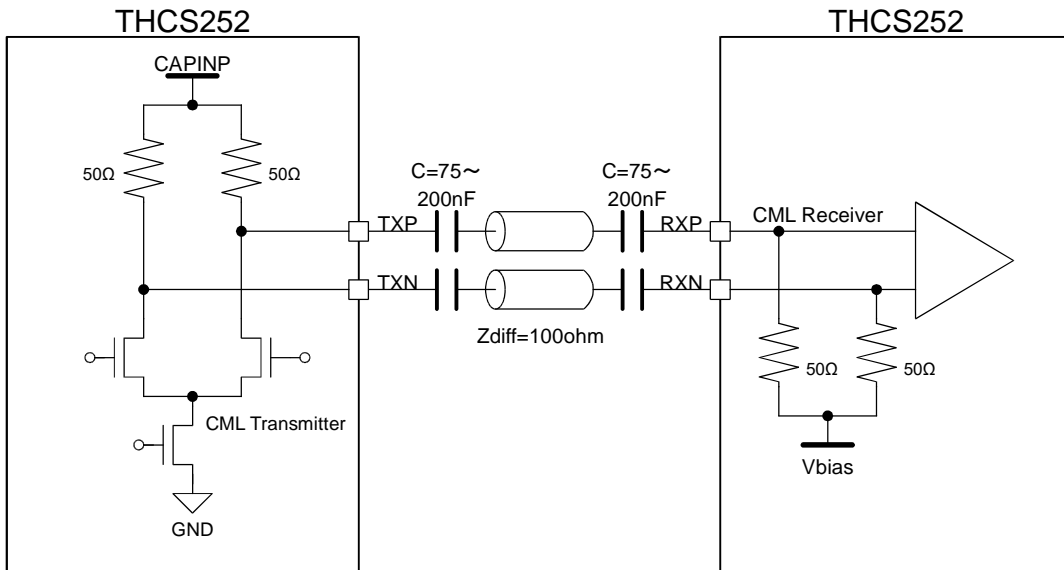 THCS252
THCS252
CAPINP
50Ω
50Ω
C=75～
200nF
C=75～
200nF
TXP
RXP
CML Receiver
TXN
RXN
Zdiff=100ohm
50Ω
50Ω
CML Transmitter
Vbias
GND